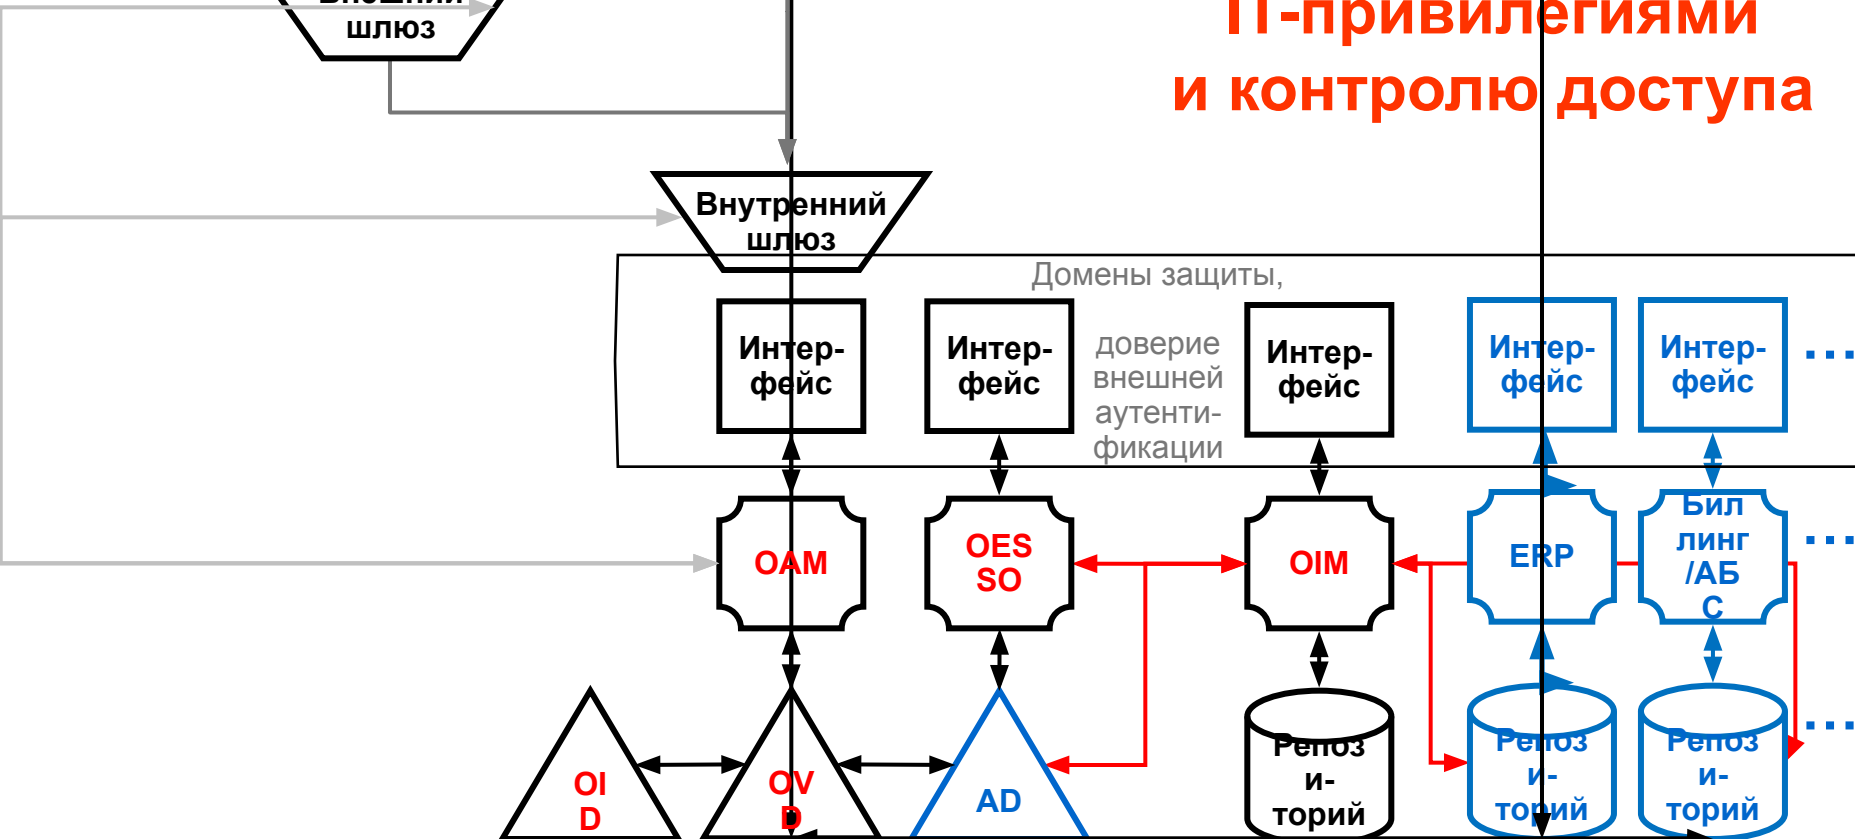 IT-привилегиями
и контролю доступа
Внешний
шлюз
Внутренний
шлюз
Домены защиты,
доверие
внешней
аутенти-
фикации
Интер-
фейс
Интер-
фейс
Интер-
фейс
Интер-
фейс
Интер-
фейс
...
OAM
OES
SO
OIM
ERP
Бил
линг
/АБ
С
...
OI
D
OV
D
AD
Репоз
и-
торий
Репоз
и-
торий
Репоз
и-
торий
...